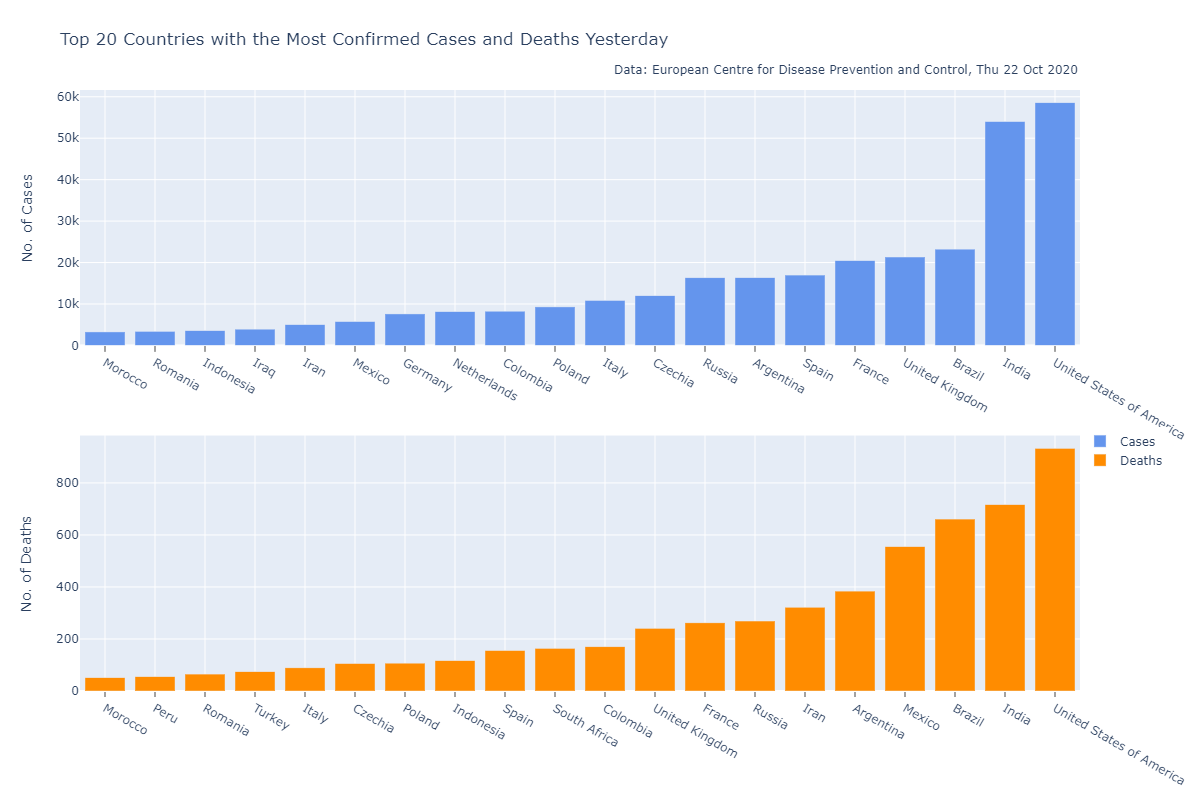 Top 20 Countries with the Most Confirmed Cases and Deaths Yesterday
Data: European Centre for Disease Prevention and Control, Thu 22 Oct 2020
No. of Cases
60k
50k
40k
30k
20k
10k
0
Morocco
Romania
Indonesia
Iraq
Iran
Mexico
Germany
Netherlands
Colombia
Poland
Italy
Czechia
Russia
Argentina
Spain
France
United Kingdom
Brazil
India
United States of America
Cases
Deaths
No. of Deaths
800
600
400
200
0
Morocco
Peru
Romania
Turkey
Italy
Czechia
Poland
Indonesia
Spain
South Africa
Colombia
United Kingdom
France
Russia
Iran
Argentina
Mexico
Brazil
India
United States of America